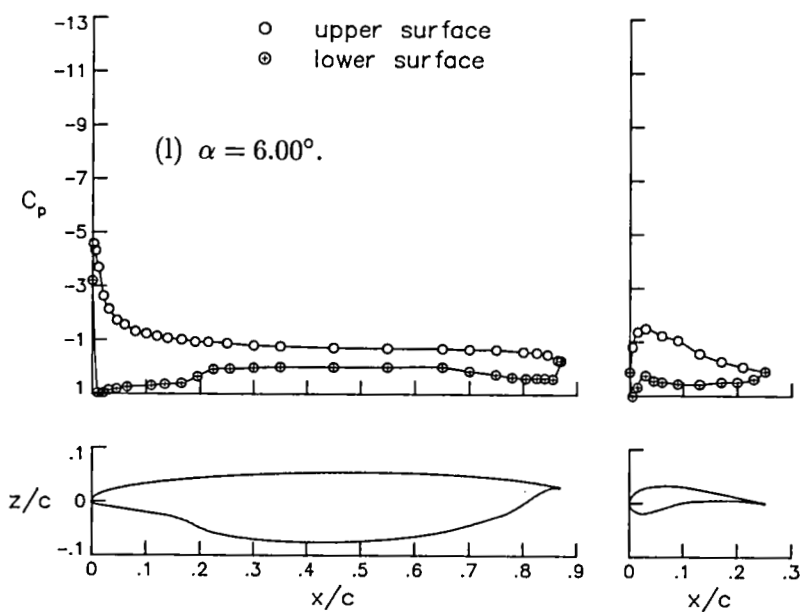 -13
-11
-9
-7
-5
-3
-1
1
C_p
○ upper surface
⊕ lower surface
(l) α = 6.00°.
.1
0
-.1
z/c
0 .1 .2 .3 .4 .5 .6 .7 .8 .9
x/c
0 .1 .2 .3
x/c